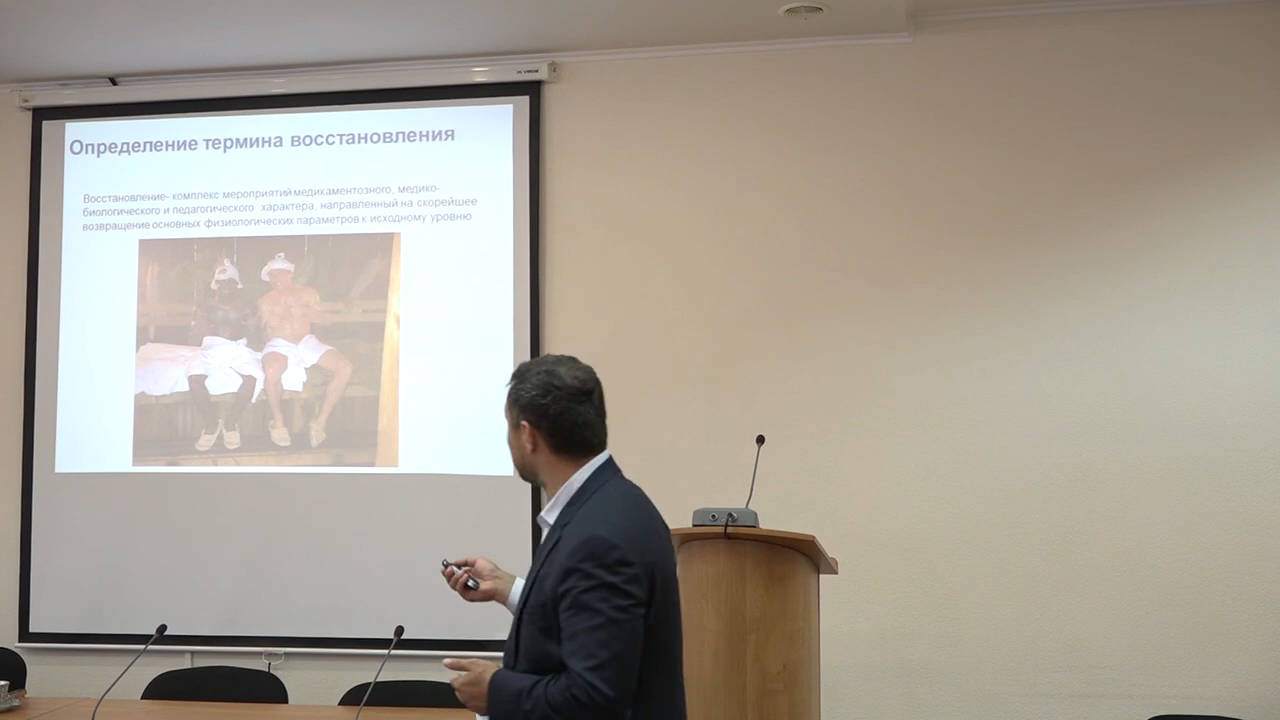 Определение термина восстановления
Восстановление- комплекс мероприятий медикаментозного, медико-
биологического и педагогического характера, направленный на скорейшее
возвращение основных физиологических параметров к исходному уровню